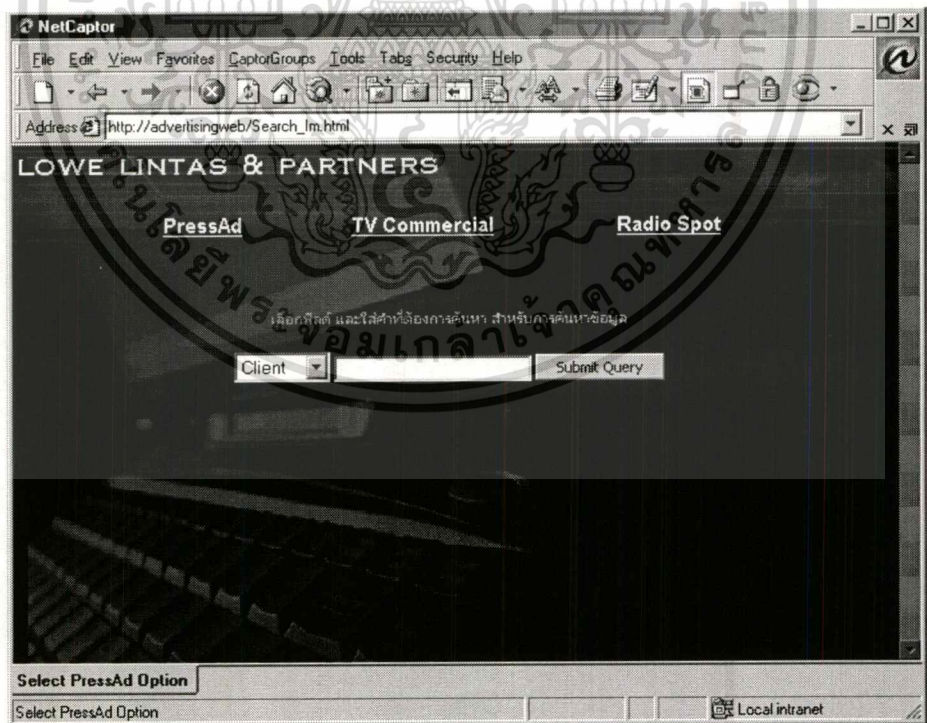 NetCaptor
File Edit View Favorites CaptorGroups Tools Tabs Security Help
Address http://advertisingweb/Search_Im.html
LOWE LINTAS & PARTNERS
PressAd TV Commercial Radio Spot
เลือกฟิลด์ และใส่คำที่ต้องการค้นหา สำหรับการค้นหาข้อมูล
Client Submit Query
Select PressAd Option
Select PressAd Option Local intranet